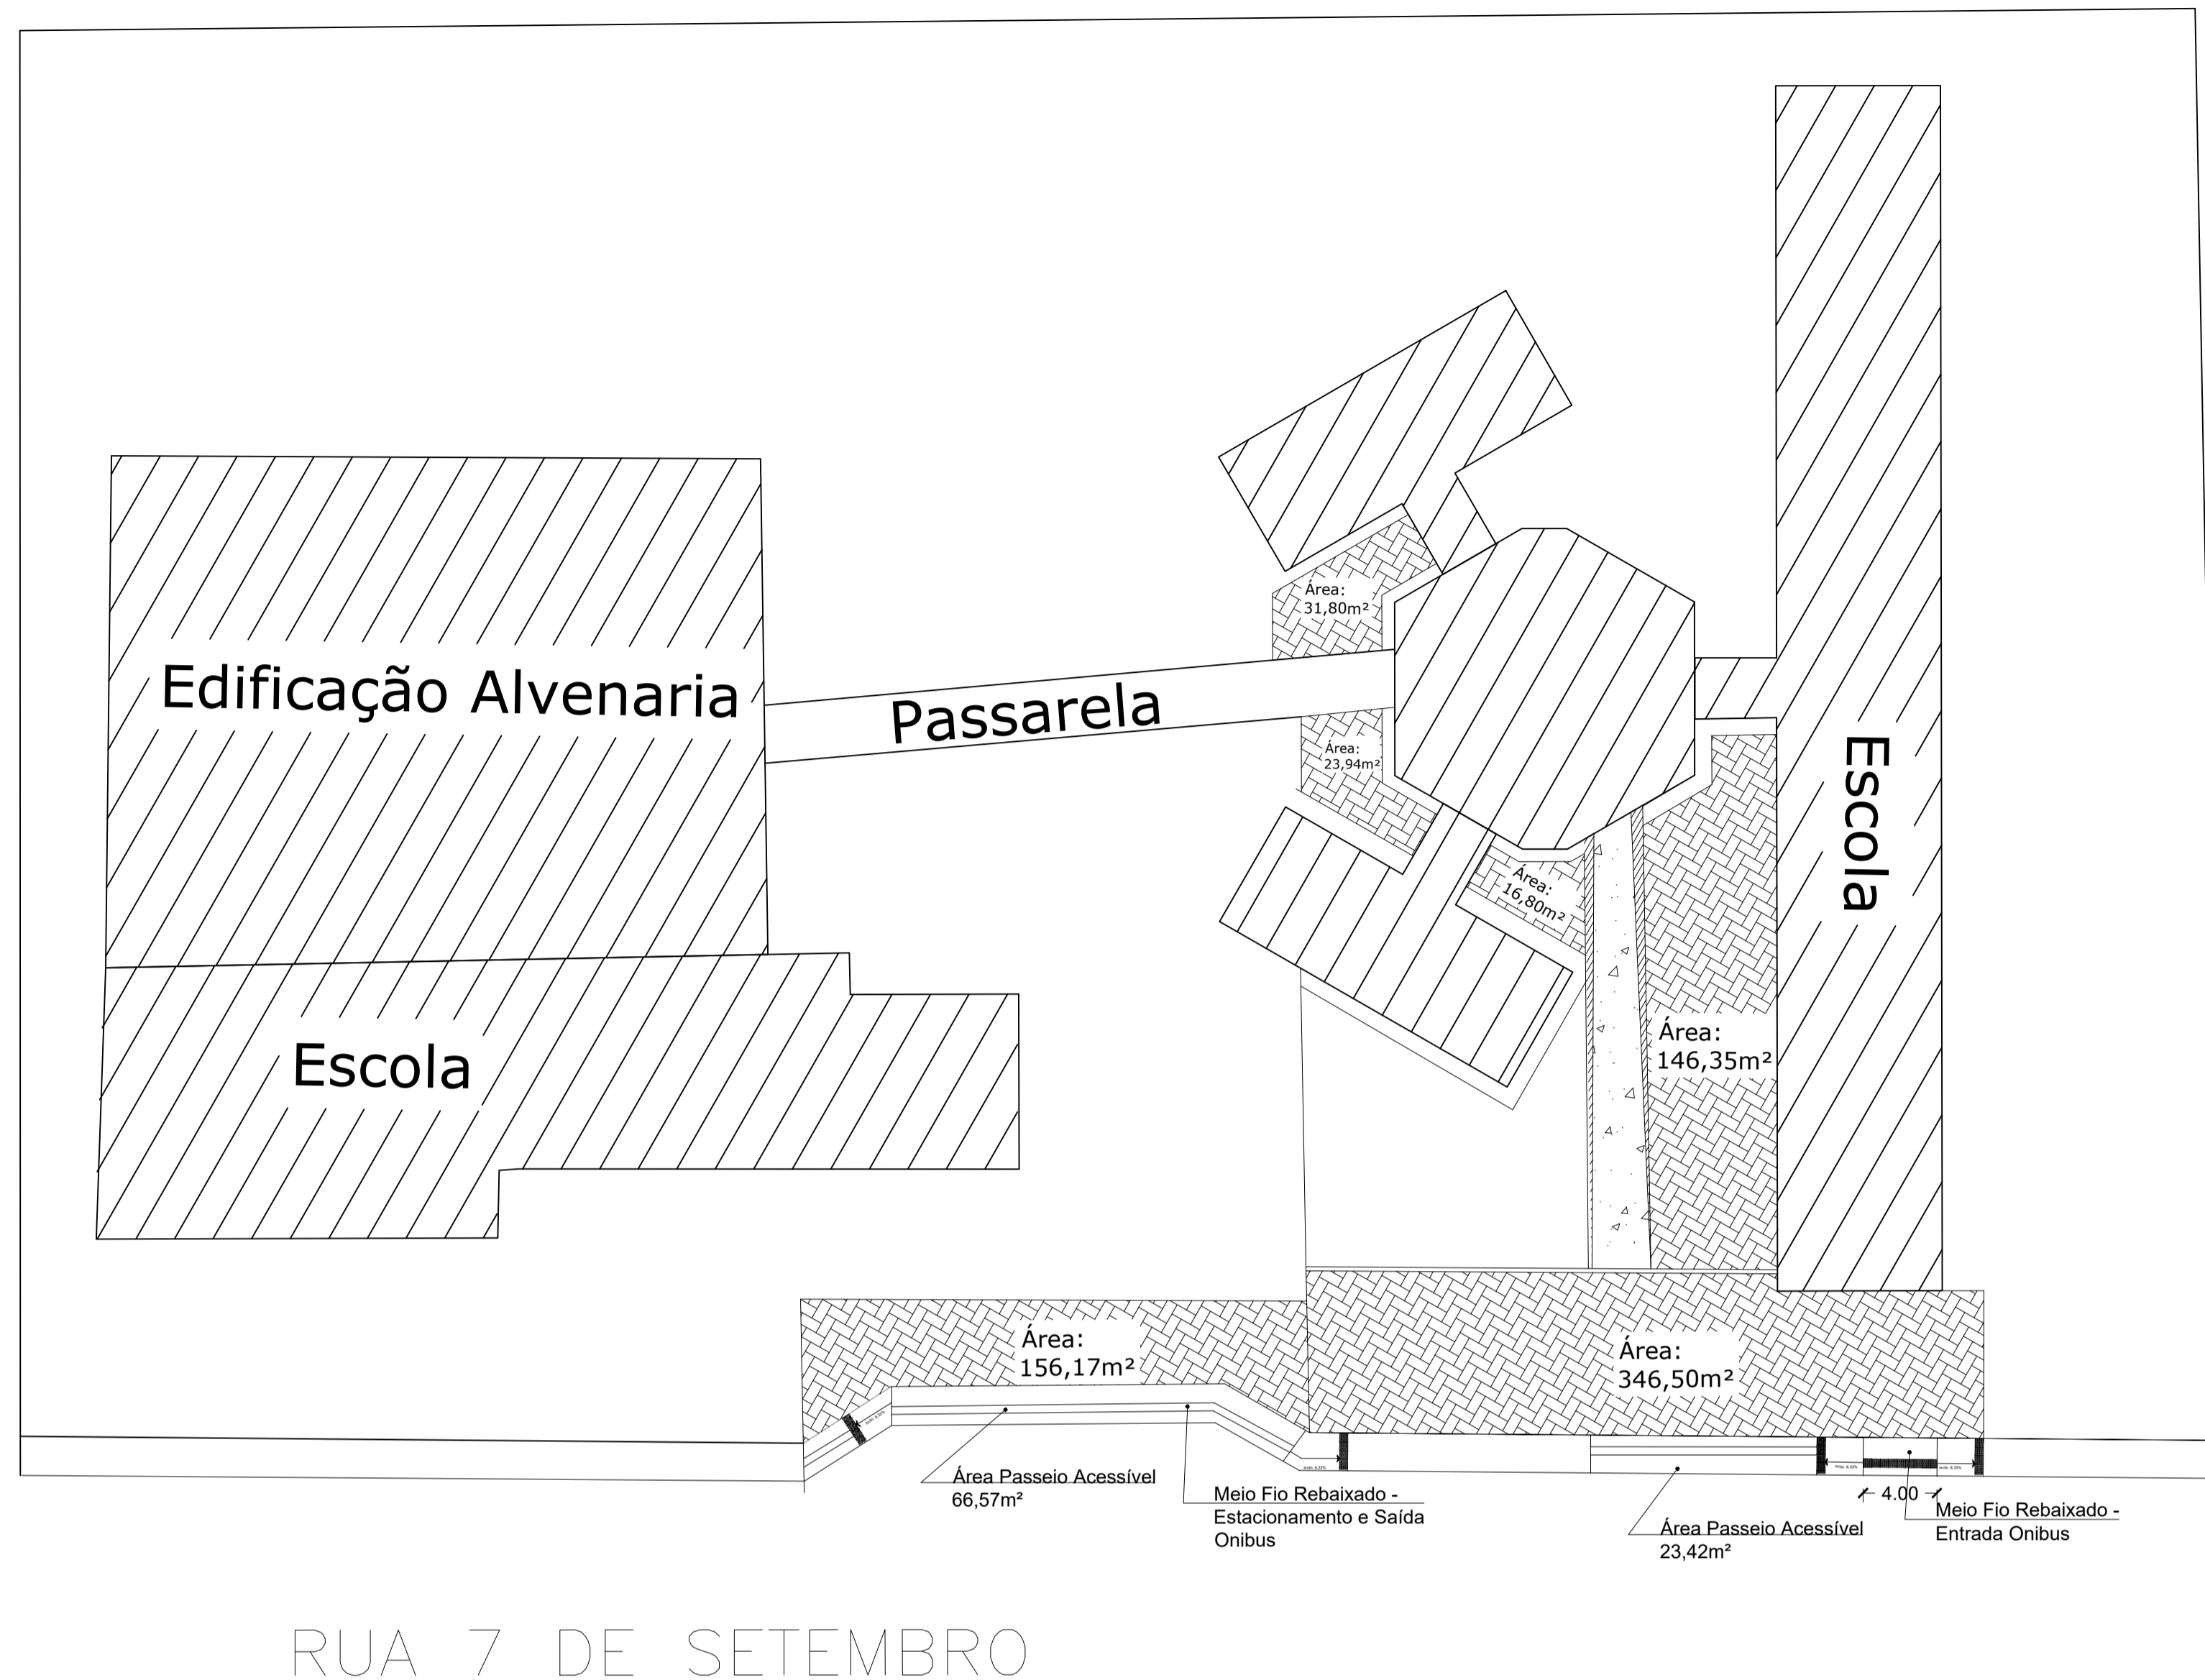 Área:
31,80m²
Edificação Alvenaria
Passarela
Área:
23,94m²
Escola
Área:
16,80m²
Área:
146,35m²
Escola
Área:
156,17m²
Área:
346,50m²
Área Passeio Acessível
66,57m²
Meio Fio Rebaixado -
Estacionamento e Saída
Onibus
4.00
Área Passeio Acessível
23,42m²
Meio Fio Rebaixado -
Entrada Onibus
RUA 7 DE SETEMBRO